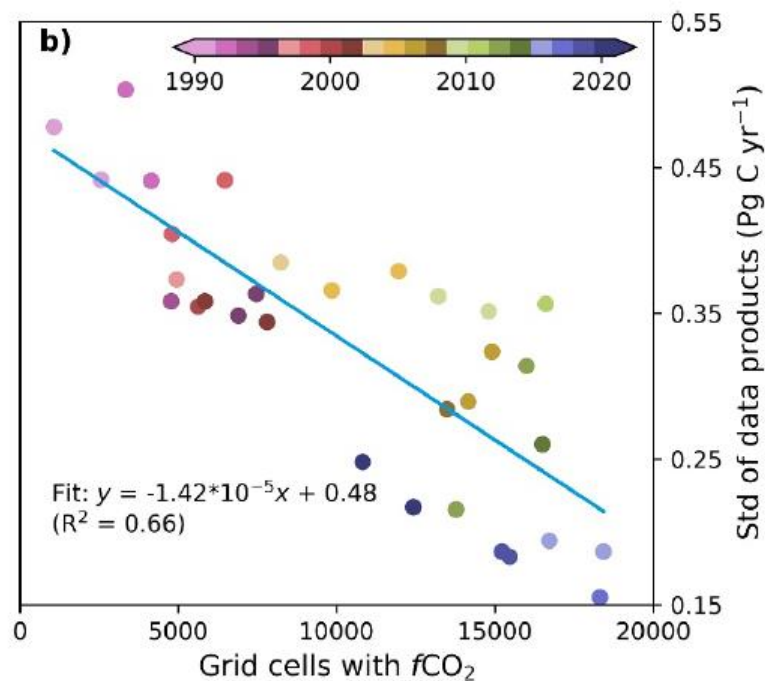 b)
1990 2000 2010 2020
0.55
0.45
0.35
0.25
0.15
Std of data products (Pg C yr⁻¹)
Fit: y = -1.42*10⁻⁵x + 0.48
(R² = 0.66)
0 5000 10000 15000 20000
Grid cells with fCO₂